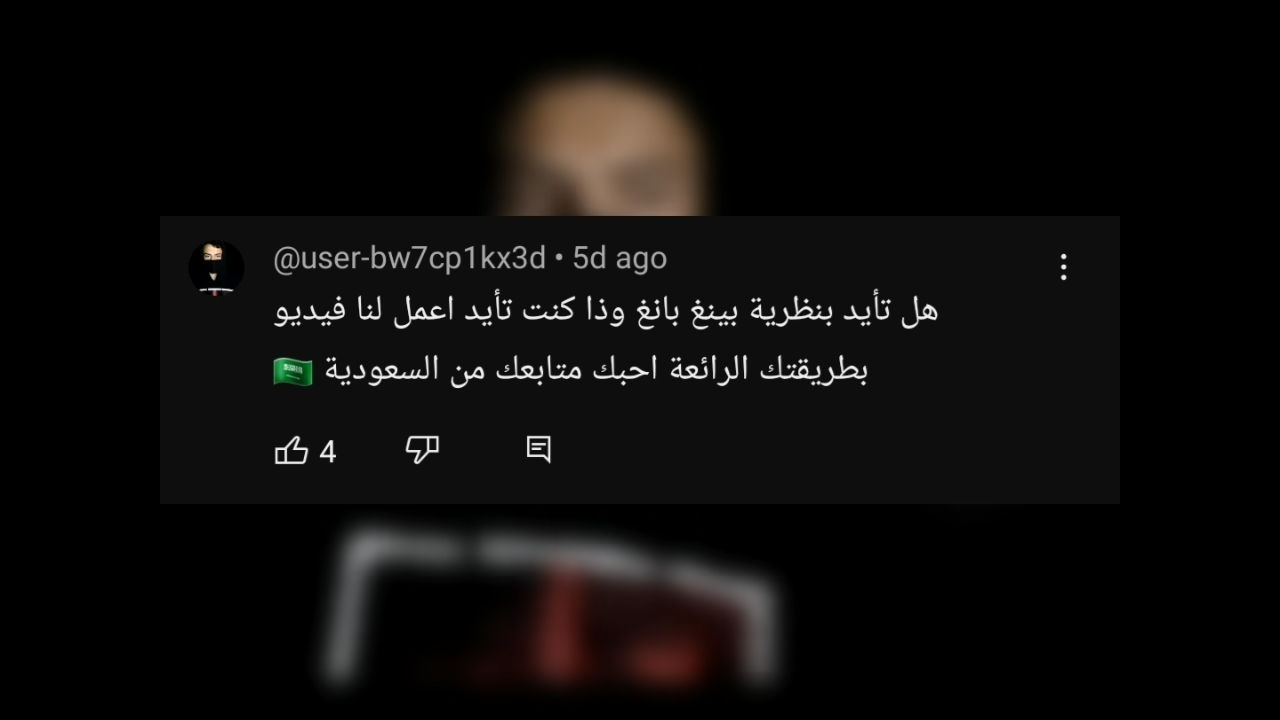 @user-bw7cp1kx3d • 5d ago
هل تأيد بنظرية بينغ بانغ وذا كنت تأيد اعمل لنا فيديو
بطريقتك الرائعة احبك متابعك من السعودية 🇸🇦
4